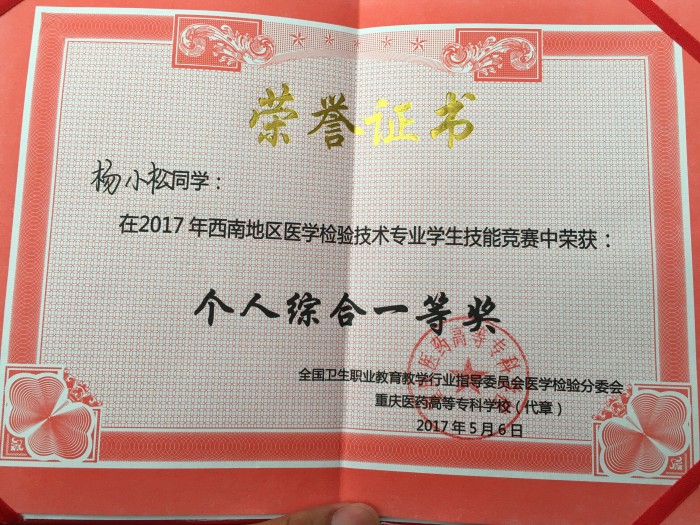 荣誉证书
杨小松同学：
在2017年西南地区医学检验技术专业学生技能竞赛中荣获：
个人综合一等奖
全国卫生职业教育教学行业指导委员会医学检验分委会
重庆医药高等专科学校（代章）
2017年5月6日